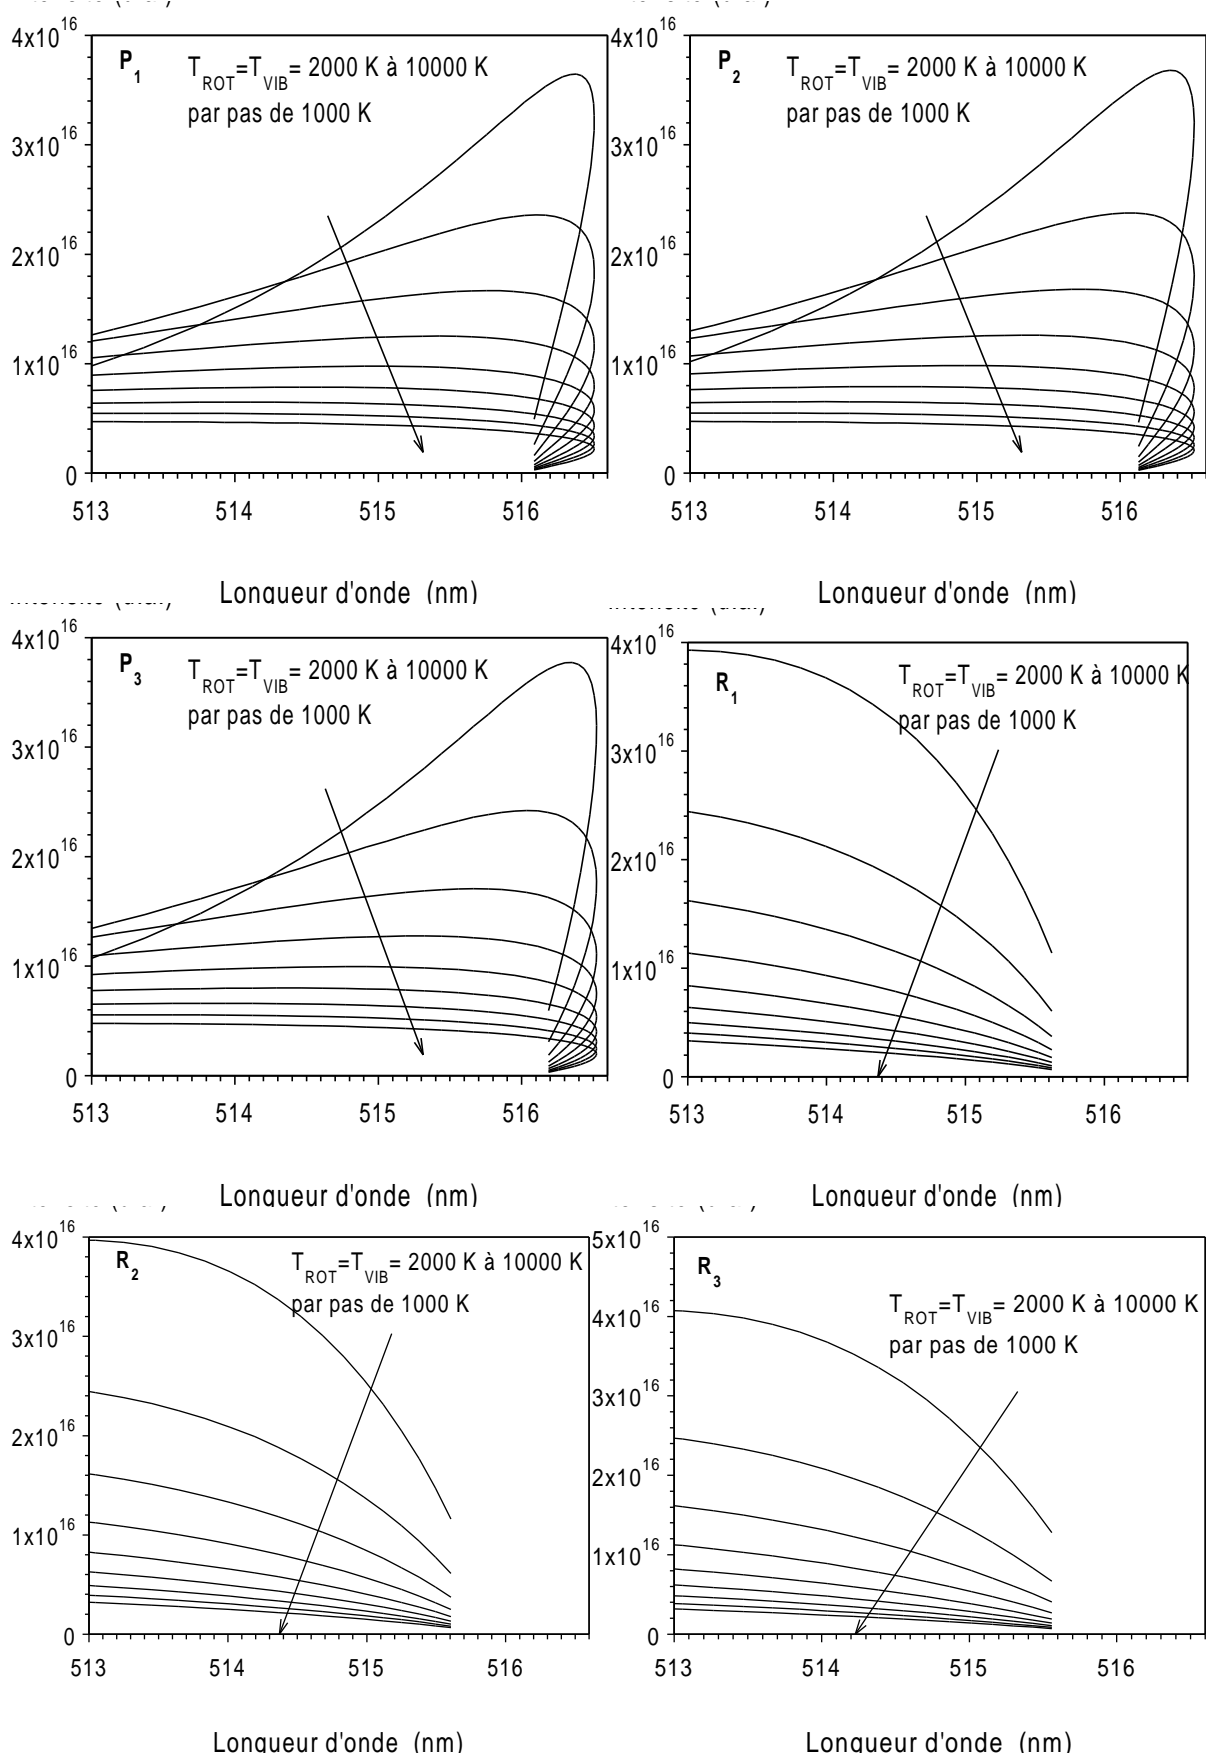 4x10^16
P_1
T_ROT=T_VIB= 2000 K à 10000 K
par pas de 1000 K
3x10^16
2x10^16
1x10^16
0
513 514 515 516
Longueur d'onde (nm)
4x10^16
P_2
T_ROT=T_VIB= 2000 K à 10000 K
par pas de 1000 K
3x10^16
2x10^16
1x10^16
0
513 514 515 516
Longueur d'onde (nm)
4x10^16
P_3
T_ROT=T_VIB= 2000 K à 10000 K
par pas de 1000 K
3x10^16
2x10^16
1x10^16
0
513 514 515 516
Longueur d'onde (nm)
4x10^16
R_1
T_ROT=T_VIB= 2000 K à 10000 K
par pas de 1000 K
3x10^16
2x10^16
1x10^16
0
513 514 515 516
Longueur d'onde (nm)
4x10^16
R_2
T_ROT=T_VIB= 2000 K à 10000 K
par pas de 1000 K
3x10^16
2x10^16
1x10^16
0
513 514 515 516
Longueur d'onde (nm)
5x10^16
R_3
T_ROT=T_VIB= 2000 K à 10000 K
4x10^16
par pas de 1000 K
3x10^16
2x10^16
1x10^16
0
513 514 515 516
Longueur d'onde (nm)